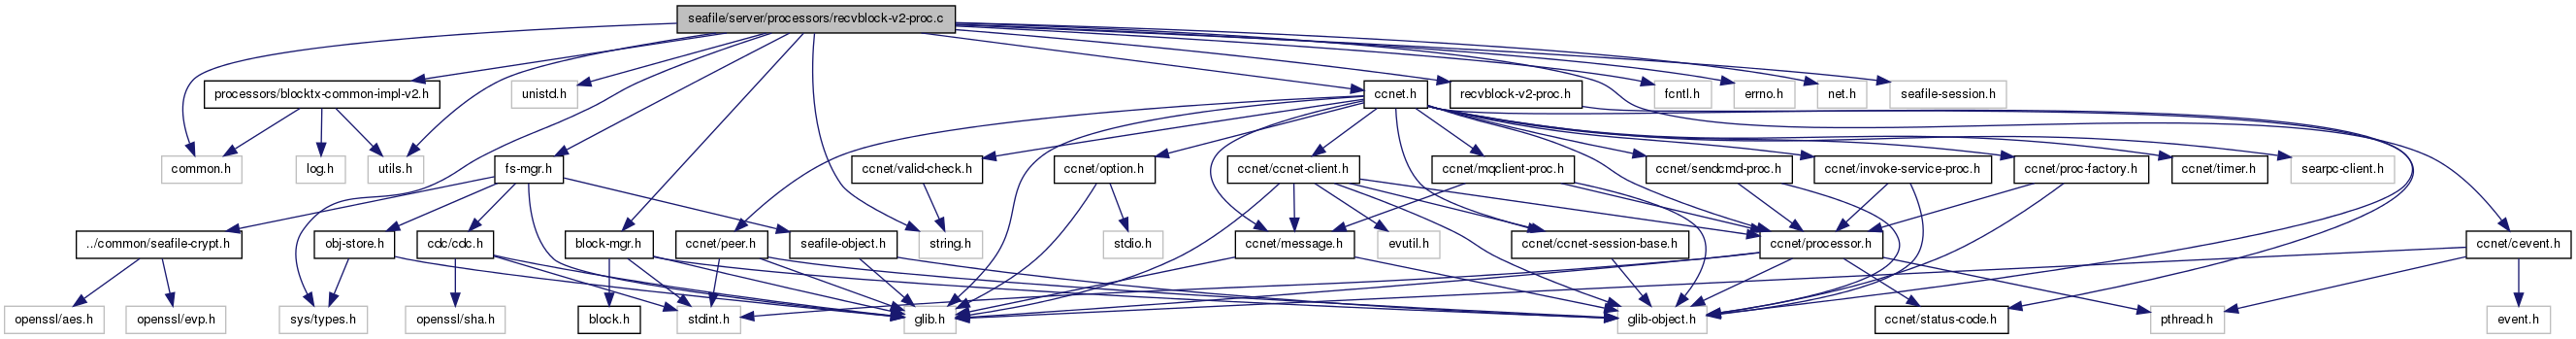 seafile/server/processors/recvblock-v2-proc.c
processors/blocktx-common-impl-v2.h
unistd.h
ccnet.h
recvblock-v2-proc.h
fcntl.h
errno.h
net.h
seafile-session.h
common.h
log.h
utils.h
fs-mgr.h
ccnet/valid-check.h
ccnet/option.h
ccnet/ccnet-client.h
ccnet/mqclient-proc.h
ccnet/sendcmd-proc.h
ccnet/invoke-service-proc.h
ccnet/proc-factory.h
ccnet/timer.h
searpc-client.h
../common/seafile-crypt.h
obj-store.h
cdc/cdc.h
block-mgr.h
ccnet/peer.h
seafile-object.h
string.h
stdio.h
ccnet/message.h
evutil.h
ccnet/ccnet-session-base.h
ccnet/processor.h
ccnet/cevent.h
openssl/aes.h
openssl/evp.h
sys/types.h
openssl/sha.h
block.h
stdint.h
glib.h
glib-object.h
ccnet/status-code.h
pthread.h
event.h